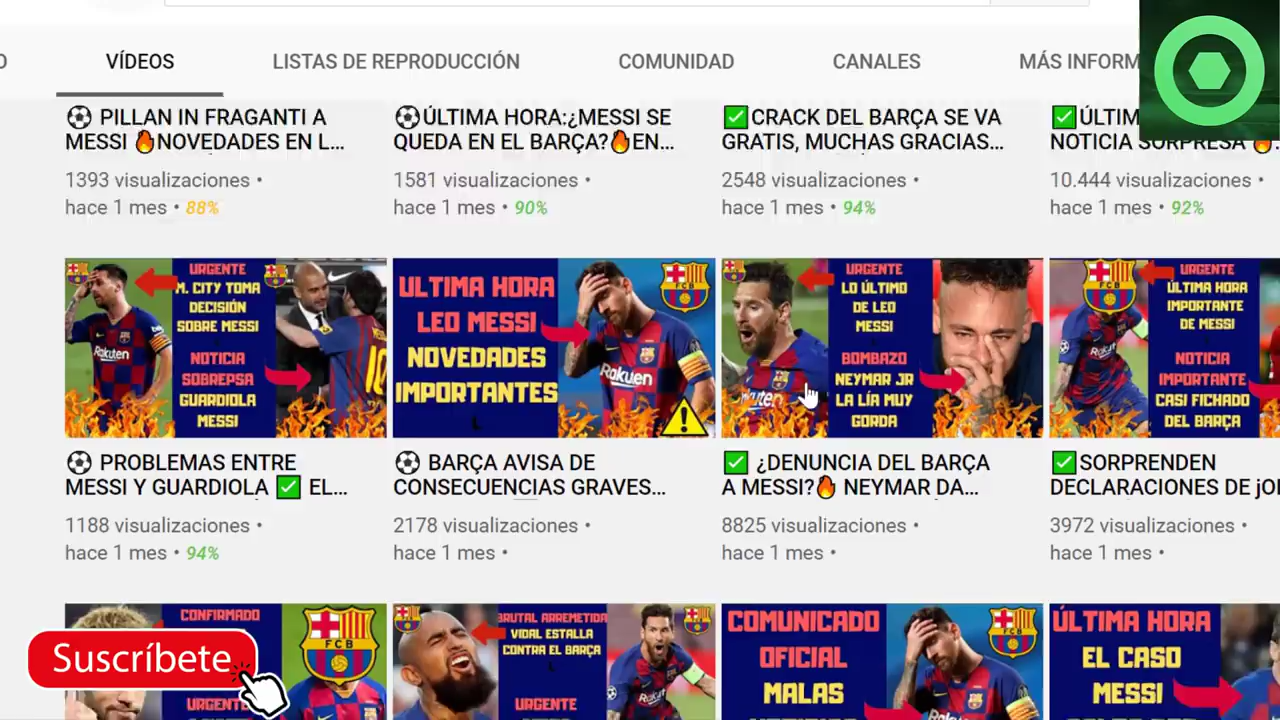 VÍDEOS
LISTAS DE REPRODUCCIÓN
COMUNIDAD
CANALES
MÁS INFORM
⚽ PILLAN IN FRAGANTI A
MESSI 🔥NOVEDADES EN L...
1393 visualizaciones •
hace 1 mes • 88%
⚽ÚLTIMA HORA:¿MESSI SE
QUEDA EN EL BARÇA?🔥EN...
1581 visualizaciones •
hace 1 mes • 90%
✅CRACK DEL BARÇA SE VA
GRATIS, MUCHAS GRACIAS...
2548 visualizaciones •
hace 1 mes • 94%
✅ÚLTIM
NOTICIA SORPRESA 🔥.
10.444 visualizaciones •
hace 1 mes • 92%
URGENTE
M. CITY TOMA
DECISIÓN
SOBRE MESSI
NOTICIA
SOBREPSA
GUARDIOLA
MESSI
Rakuten
10
ULTIMA HORA
LEO MESSI
NOVEDADES
IMPORTANTES
Rakuten
URGENTE
LO ÚLTIMO
DE LEO
MESSI
BOMBAZO
NEYMAR JR
LA LÍA MUY
GORDA
URGENTE
ÚLTIMA HORA
IMPORTANTE
DE MESSI
NOTICIA
IMPORTANTE
CASI FICHADO
DEL BARÇA
⚽ PROBLEMAS ENTRE
MESSI Y GUARDIOLA ✅ EL...
1188 visualizaciones •
hace 1 mes • 94%
⚽ BARÇA AVISA DE
CONSECUENCIAS GRAVES...
2178 visualizaciones •
hace 1 mes •
✅ ¿DENUNCIA DEL BARÇA
A MESSI?🔥 NEYMAR DA...
8825 visualizaciones •
hace 1 mes •
✅SORPRENDEN
DECLARACIONES DE jO
3972 visualizaciones •
hace 1 mes •
CONFIRMADO
FCB
BRUTAL ARREMETIDA
VIDAL ESTALLA
CONTRA EL BARÇA
URGENTE
COMUNICADO
OFICIAL
MALAS
ÚLTIMA HORA
EL CASO
MESSI
Suscríbete